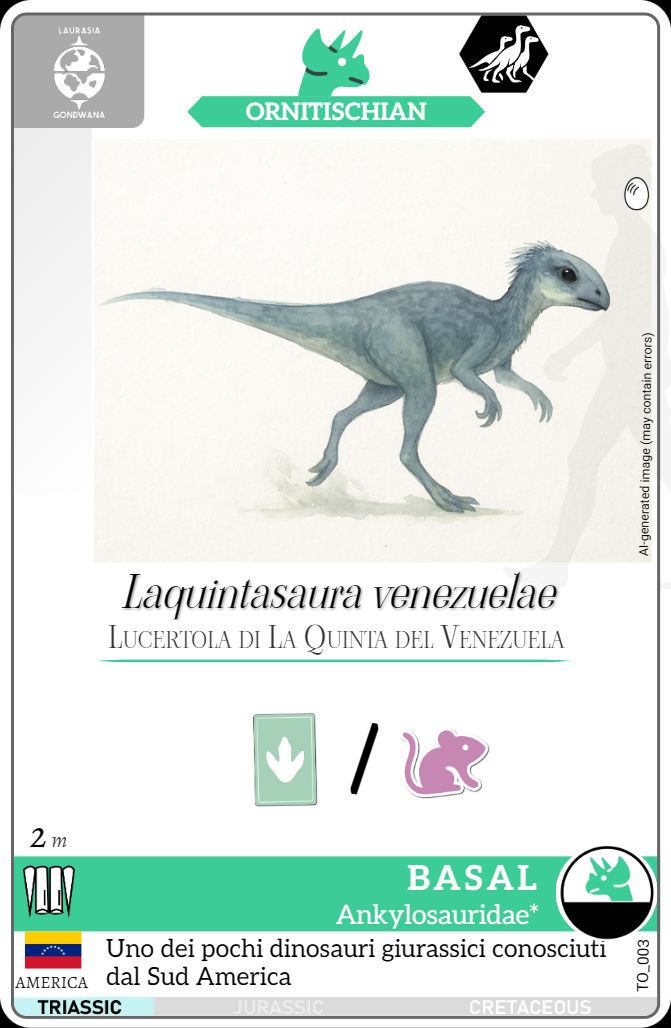 LAURASIA
GONDWANA
ORNITISCHIAN
AI-generated image (may contain errors)
Laquintasaura venezuelae
Lucertola di La Quinta del Venezuela
2 m
BASAL
Ankylosauridae*
Uno dei pochi dinosauri giurassici conosciuti
dal Sud America
AMERICA
TO_003
TRIASSIC JURASSIC CRETACEOUS